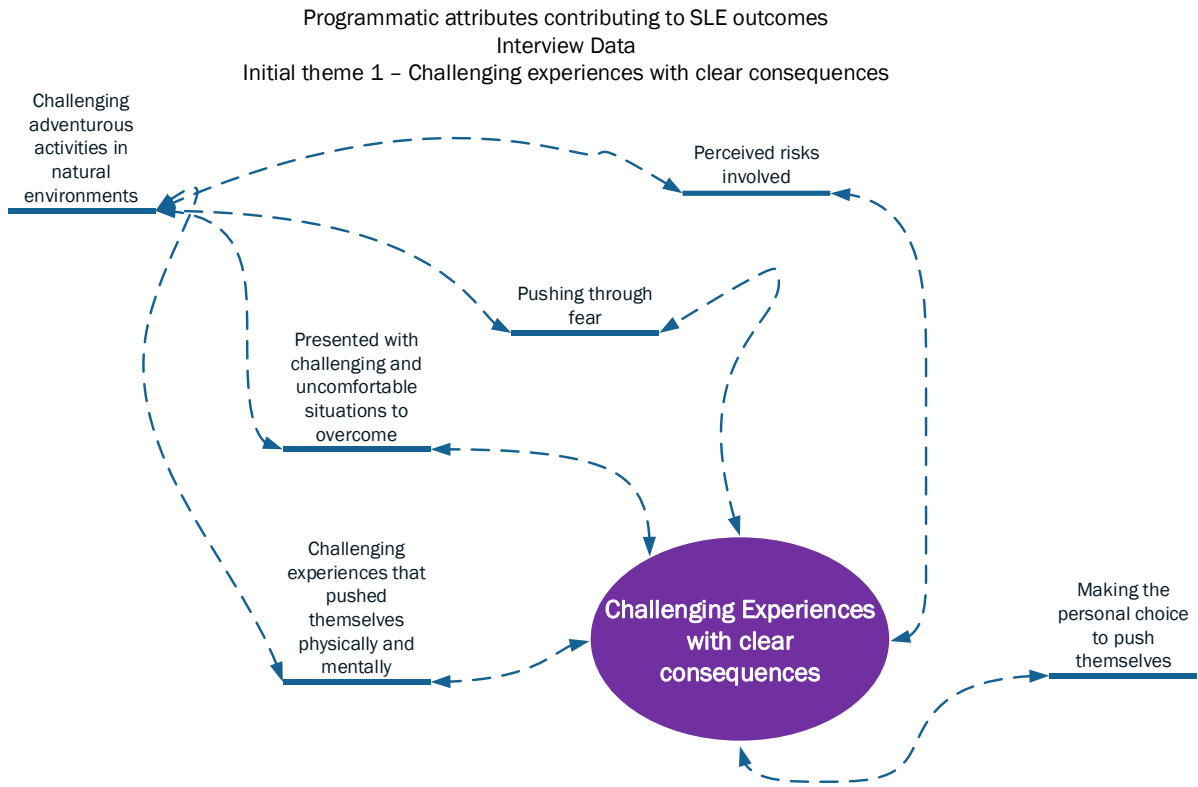 Programmatic attributes contributing to SLE outcomes
Interview Data
Initial theme 1 – Challenging experiences with clear consequences
Challenging
adventurous
activities in
natural
environments
Perceived risks
involved
Pushing through
fear
Presented with
challenging and
uncomfortable
situations to
overcome
Challenging
experiences that
pushed
themselves
physically and
mentally
Challenging Experiences
with clear
consequences
Making the
personal choice
to push
themselves